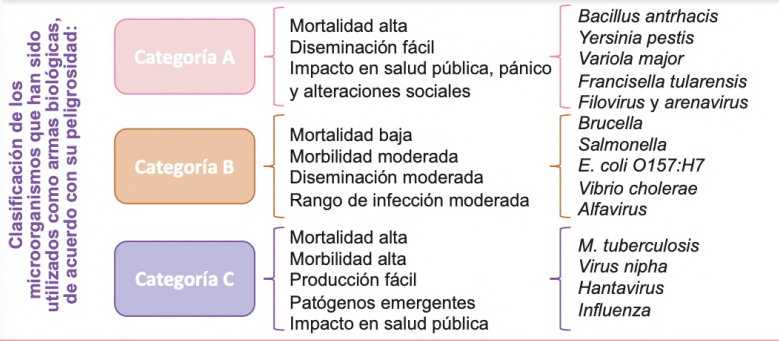 Clasificación de los
microorganismos que han sido
utilizados como armas biológicas,
de acuerdo con su peligrosidad:
Categoría A
Mortalidad alta
Diseminación fácil
Impacto en salud pública, pánico
y alteraciones sociales
Bacillus antrhacis
Yersinia pestis
Variola major
Francisella tularensis
Filovirus y arenavirus
Categoría B
Mortalidad baja
Morbilidad moderada
Diseminación moderada
Rango de infección moderada
Brucella
Salmonella
E. coli O157:H7
Vibrio cholerae
Alfavirus
Categoría C
Mortalidad alta
Morbilidad alta
Producción fácil
Patógenos emergentes
Impacto en salud pública
M. tuberculosis
Virus nipha
Hantavirus
Influenza